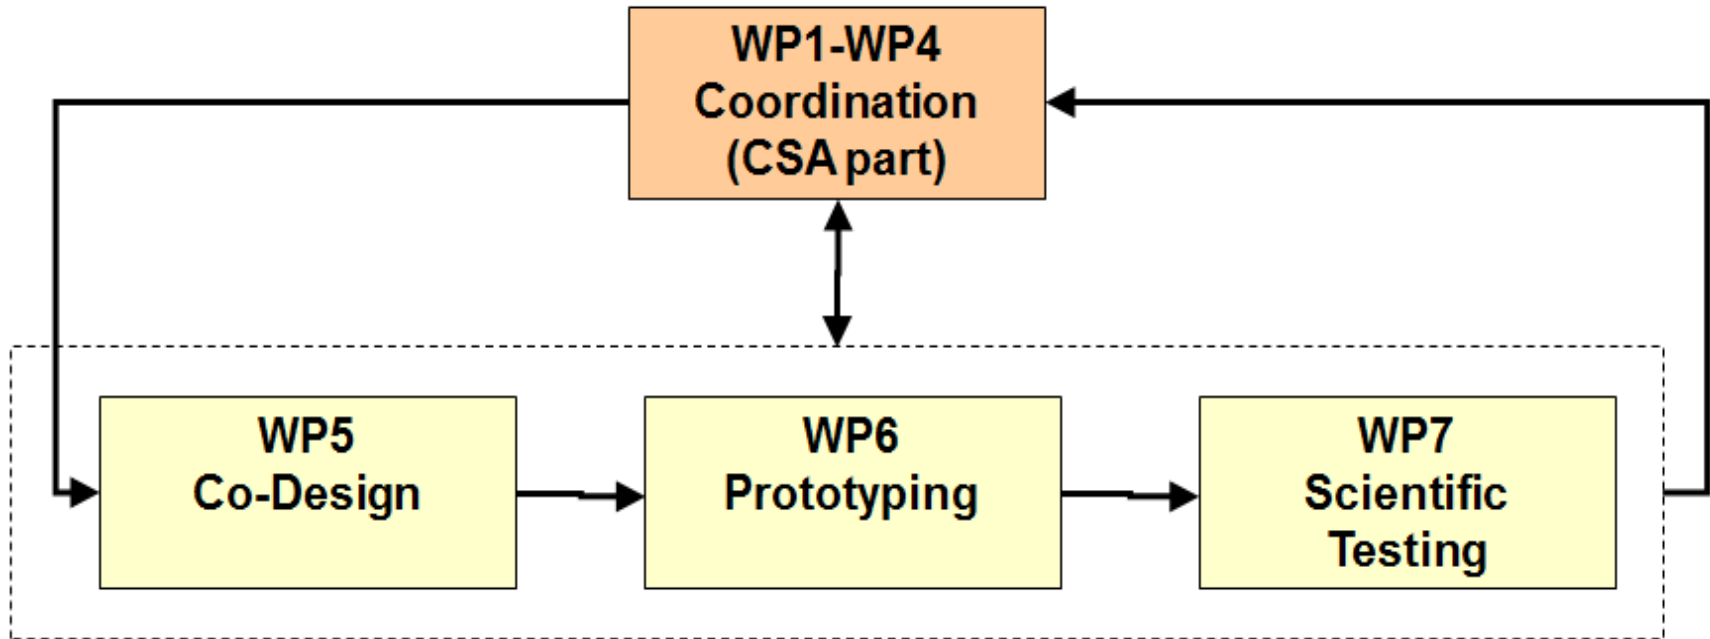 WP1-WP4
Coordination
(CSA part)
WP5
Co-Design
WP6
Prototyping
WP7
Scientific
Testing